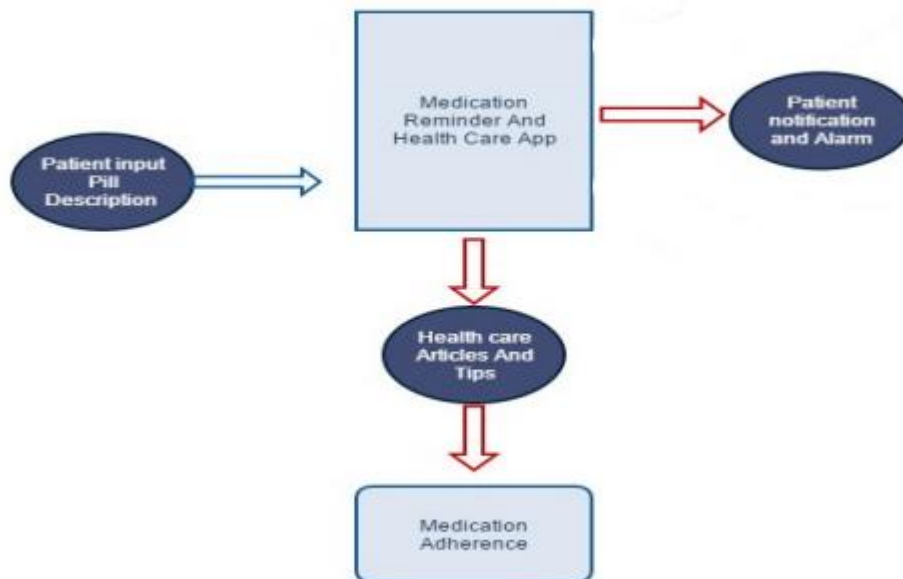 Medication
Reminder And
Health Care App
Patient
notification
and Alarm
Patient input
Pill
Description
Health care
Articles And
Tips
Medication
Adherence